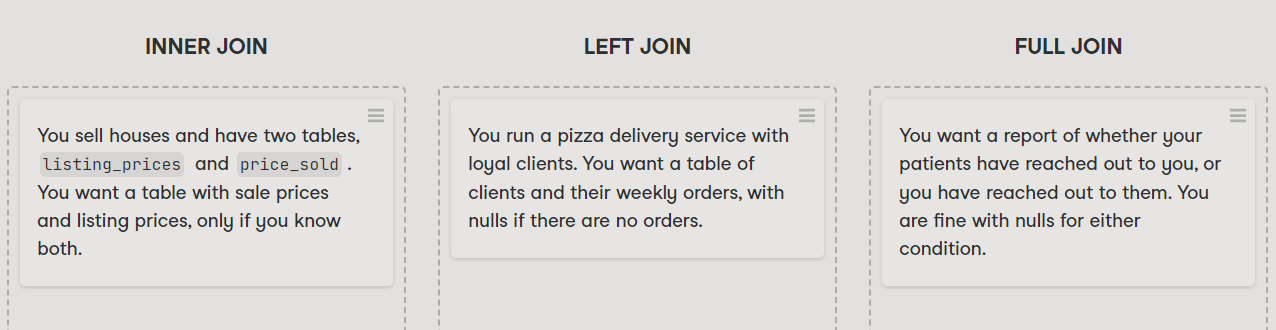 INNER JOIN
You sell houses and have two tables,
listing_prices and price_sold.
You want a table with sale prices
and listing prices, only if you know
both.
LEFT JOIN
You run a pizza delivery service with
loyal clients. You want a table of
clients and their weekly orders, with
nulls if there are no orders.
FULL JOIN
You want a report of whether your
patients have reached out to you, or
you have reached out to them. You
are fine with nulls for either
condition.